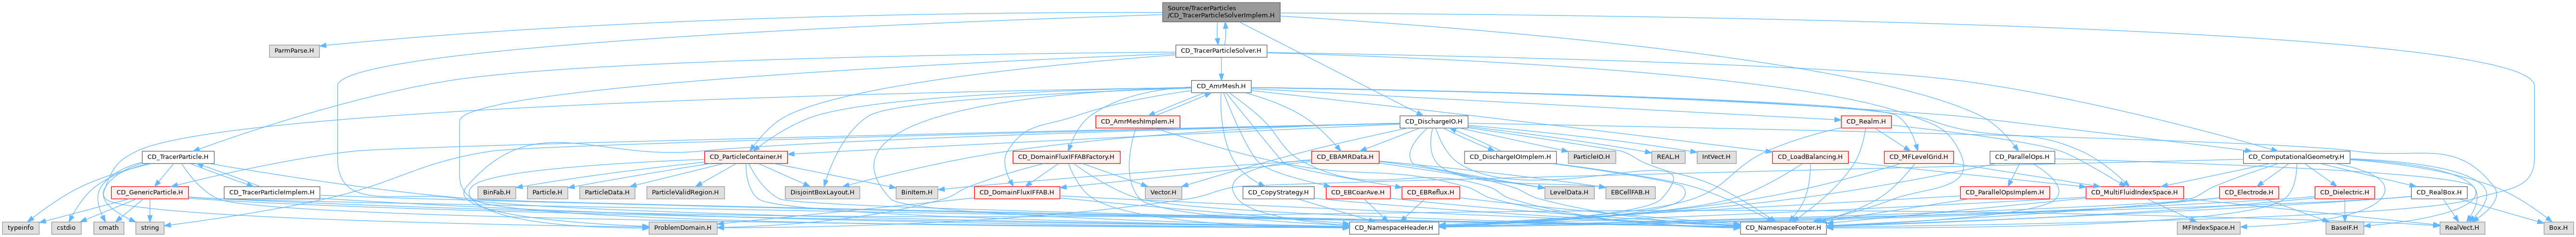 Source/TracerParticles
/CD_TracerParticleSolverImplem.H
ParmParse.H
CD_TracerParticleSolver.H
CD_AmrMesh.H
CD_AmrMeshImplem.H
CD_DischargeIO.H
CD_Realm.H
CD_TracerParticle.H
CD_ParticleContainer.H
CD_DomainFluxIFFABFactory.H
CD_EBAMRData.H
CD_DischargeIOImplem.H
ParticleIO.H
REAL.H
IntVect.H
CD_LoadBalancing.H
CD_MFLevelGrid.H
CD_ParallelOps.H
CD_ComputationalGeometry.H
CD_GenericParticle.H
CD_TracerParticleImplem.H
BinFab.H
Particle.H
ParticleData.H
ParticleValidRegion.H
DisjointBoxLayout.H
BinItem.H
CD_DomainFluxIFFAB.H
Vector.H
CD_CopyStrategy.H
CD_EBCoarAve.H
CD_EBReflux.H
LevelData.H
EBCellFAB.H
CD_ParallelOpsImplem.H
CD_MultiFluidIndexSpace.H
CD_Electrode.H
CD_Dielectric.H
CD_RealBox.H
typeinfo
cstdio
cmath
string
ProblemDomain.H
CD_NamespaceHeader.H
CD_NamespaceFooter.H
MFIndexSpace.H
BaseIF.H
RealVect.H
Box.H